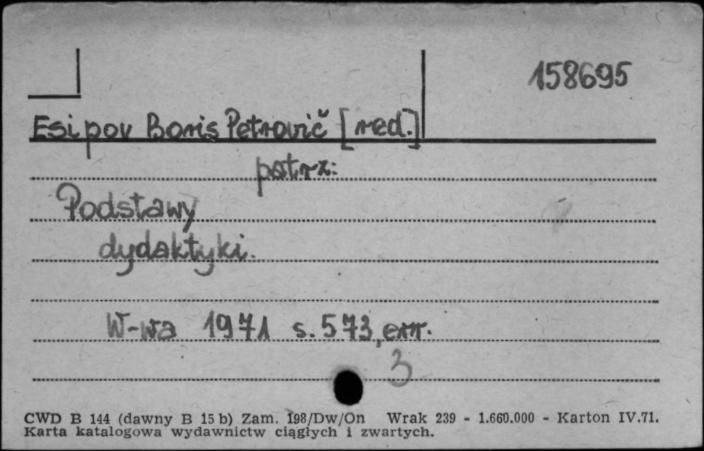 158695
Esipov Boris Petrovič [red.]
patrz:
Podstawy
dydaktyki.
W-wa 1971 s. 573, err.
3
CWD B 144 (dawny B 15 b) Zam. 198/Dw/On Wrak 239 - 1.660.000 - Karton IV.71.
Karta katalogowa wydawnictw ciągłych i zwartych.